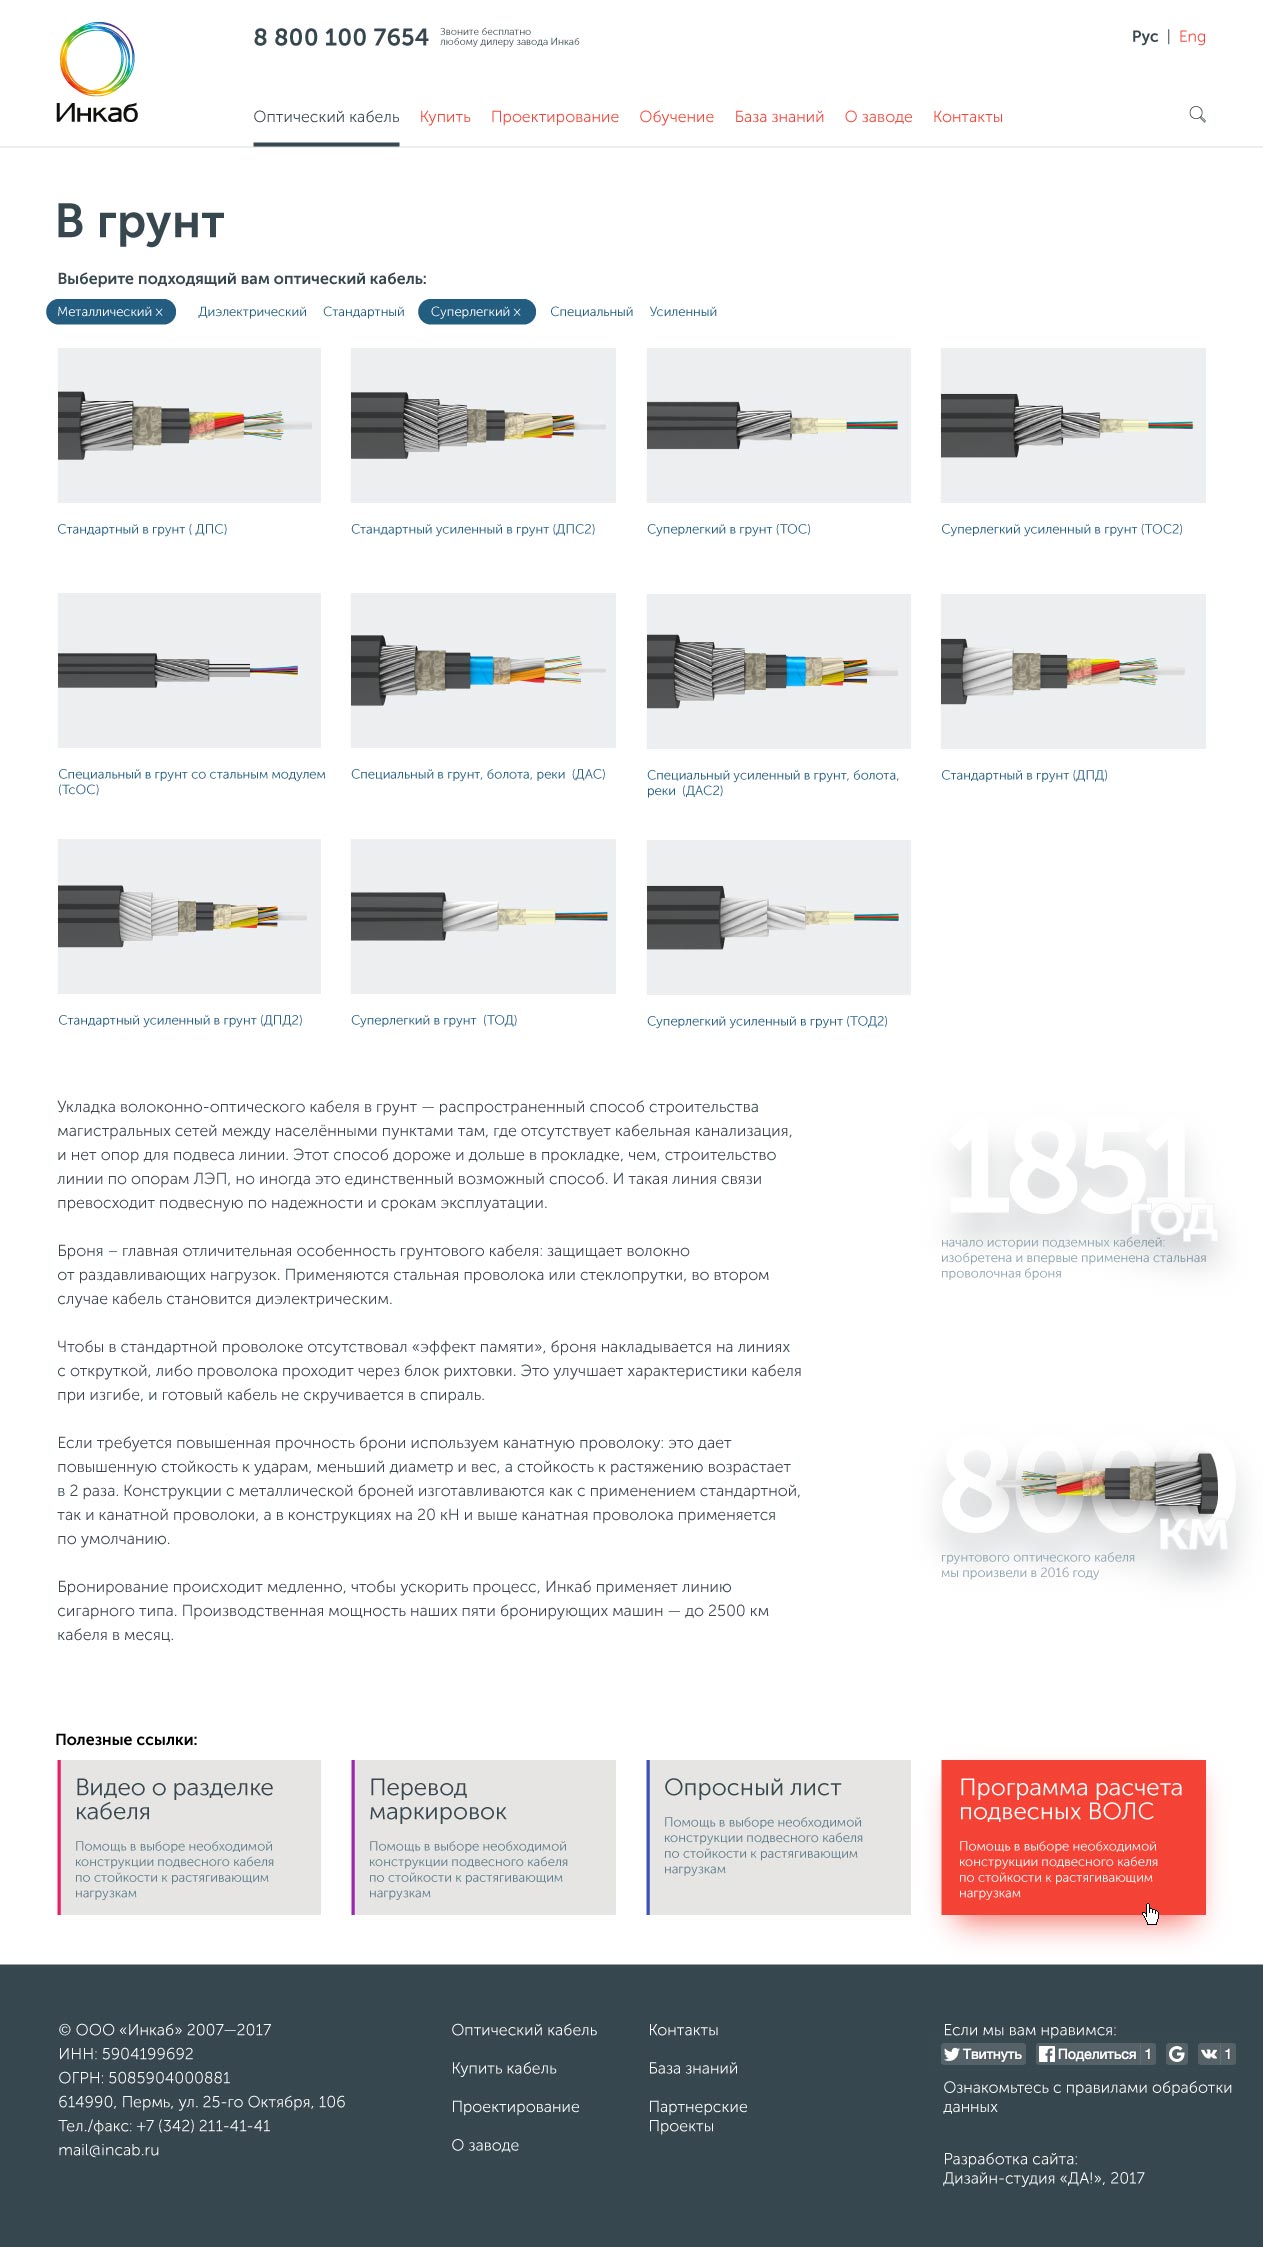 Инкаб
8 800 100 7654
Звоните бесплатно
любому дилеру завода Инкаб
Рус | Eng
Оптический кабель Купить Проектирование Обучение База знаний О заводе Контакты
В грунт
Выберите подходящий вам оптический кабель:
Металлический × Диэлектрический Стандартный Суперлегкий × Специальный Усиленный
Стандартный в грунт ( ДПС)
Стандартный усиленный в грунт (ДПС2)
Суперлегкий в грунт (ТОС)
Суперлегкий усиленный в грунт (ТОС2)
Специальный в грунт со стальным модулем
(ТсОС)
Специальный в грунт, болота, реки (ДАС)
Специальный усиленный в грунт, болота,
реки (ДАС2)
Стандартный в грунт (ДПД)
Стандартный усиленный в грунт (ДПД2)
Суперлегкий в грунт (ТОД)
Суперлегкий усиленный в грунт (ТОД2)
Укладка волоконно-оптического кабеля в грунт — распространенный способ строительства
магистральных сетей между населёнными пунктами там, где отсутствует кабельная канализация,
и нет опор для подвеса линии. Этот способ дороже и дольше в прокладке, чем, строительство
линии по опорам ЛЭП, но иногда это единственный возможный способ. И такая линия связи
превосходит подвесную по надежности и срокам эксплуатации.
Броня – главная отличительная особенность грунтового кабеля: защищает волокно
от раздавливающих нагрузок. Применяются стальная проволока или стеклопрутки, во втором
случае кабель становится диэлектрическим.
Чтобы в стандартной проволоке отсутствовал «эффект памяти», броня накладывается на линиях
с откруткой, либо проволока проходит через блок рихтовки. Это улучшает характеристики кабеля
при изгибе, и готовый кабель не скручивается в спираль.
Если требуется повышенная прочность брони используем канатную проволоку: это дает
повышенную стойкость к ударам, меньший диаметр и вес, а стойкость к растяжению возрастает
в 2 раза. Конструкции с металлической броней изготавливаются как с применением стандартной,
так и канатной проволоки, а в конструкциях на 20 кН и выше канатная проволока применяется
по умолчанию.
Бронирование происходит медленно, чтобы ускорить процесс, Инкаб применяет линию
сигарного типа. Производственная мощность наших пяти бронирующих машин — до 2500 км
кабеля в месяц.
1851
год
начало истории подземных кабелей:
изобретена и впервые применена стальная
проволочная броня
8000
км
грунтового оптического кабеля
мы произвели в 2016 году
Полезные ссылки:
Видео о разделке
кабеля
Помощь в выборе необходимой
конструкции подвесного кабеля
по стойкости к растягивающим
нагрузкам
Перевод
маркировок
Помощь в выборе необходимой
конструкции подвесного кабеля
по стойкости к растягивающим
нагрузкам
Опросный лист
Помощь в выборе необходимой
конструкции подвесного кабеля
по стойкости к растягивающим
нагрузкам
Программа расчета
подвесных ВОЛС
Помощь в выборе необходимой
конструкции подвесного кабеля
по стойкости к растягивающим
нагрузкам
© ООО «Инкаб» 2007—2017
ИНН: 5904199692
ОГРН: 5085904000881
614990, Пермь, ул. 25-го Октября, 106
Тел./факс: +7 (342) 211-41-41
mail@incab.ru
Оптический кабель
Купить кабель
Проектирование
О заводе
Контакты
База знаний
Партнерские
Проекты
Если мы вам нравимся:
Твитнуть Поделиться 1 G 1
Ознакомьтесь с правилами обработки
данных
Разработка сайта:
Дизайн-студия «ДА!», 2017